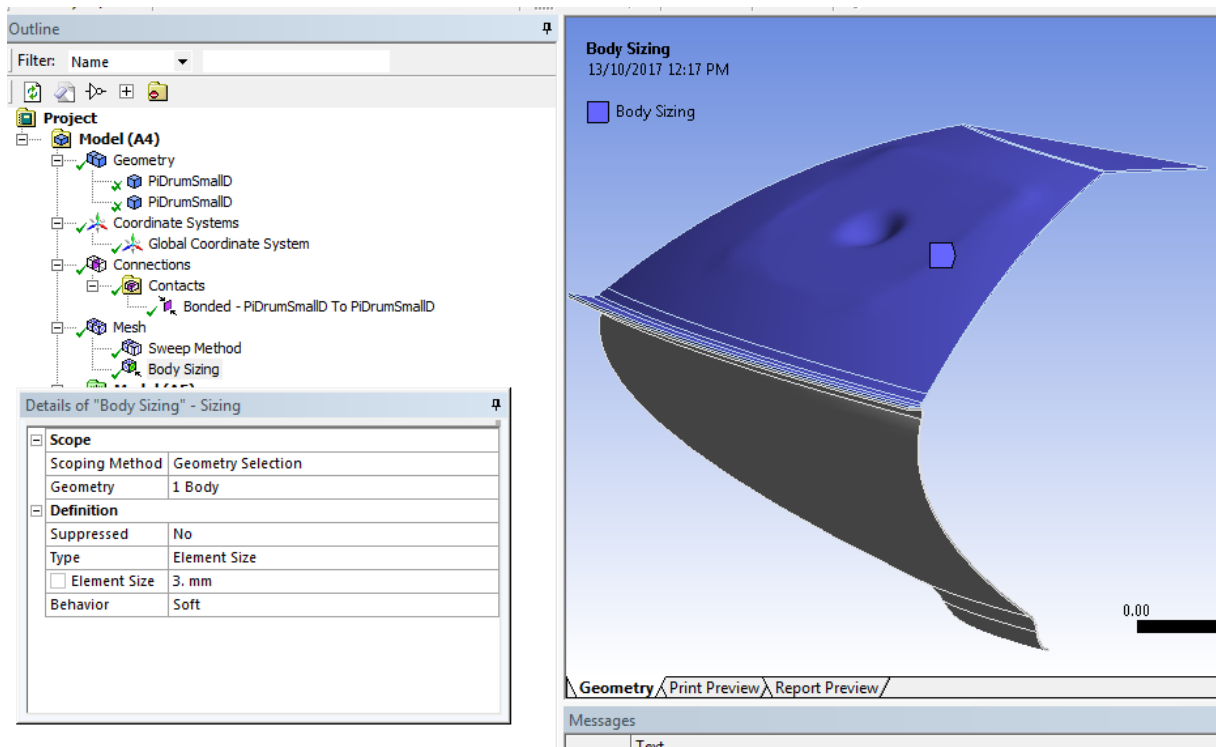 Outline
Filter: Name
Project
Model (A4)
Geometry
PiDrumSmallD
PiDrumSmallD
Coordinate Systems
Global Coordinate System
Connections
Contacts
Bonded - PiDrumSmallD To PiDrumSmallD
Mesh
Sweep Method
Body Sizing
Details of "Body Sizing" - Sizing
Scope
Scoping Method Geometry Selection
Geometry 1 Body
Definition
Suppressed No
Type Element Size
Element Size 3. mm
Behavior Soft
Body Sizing
13/10/2017 12:17 PM
Body Sizing
0.00
Geometry Print Preview Report Preview
Messages
Text